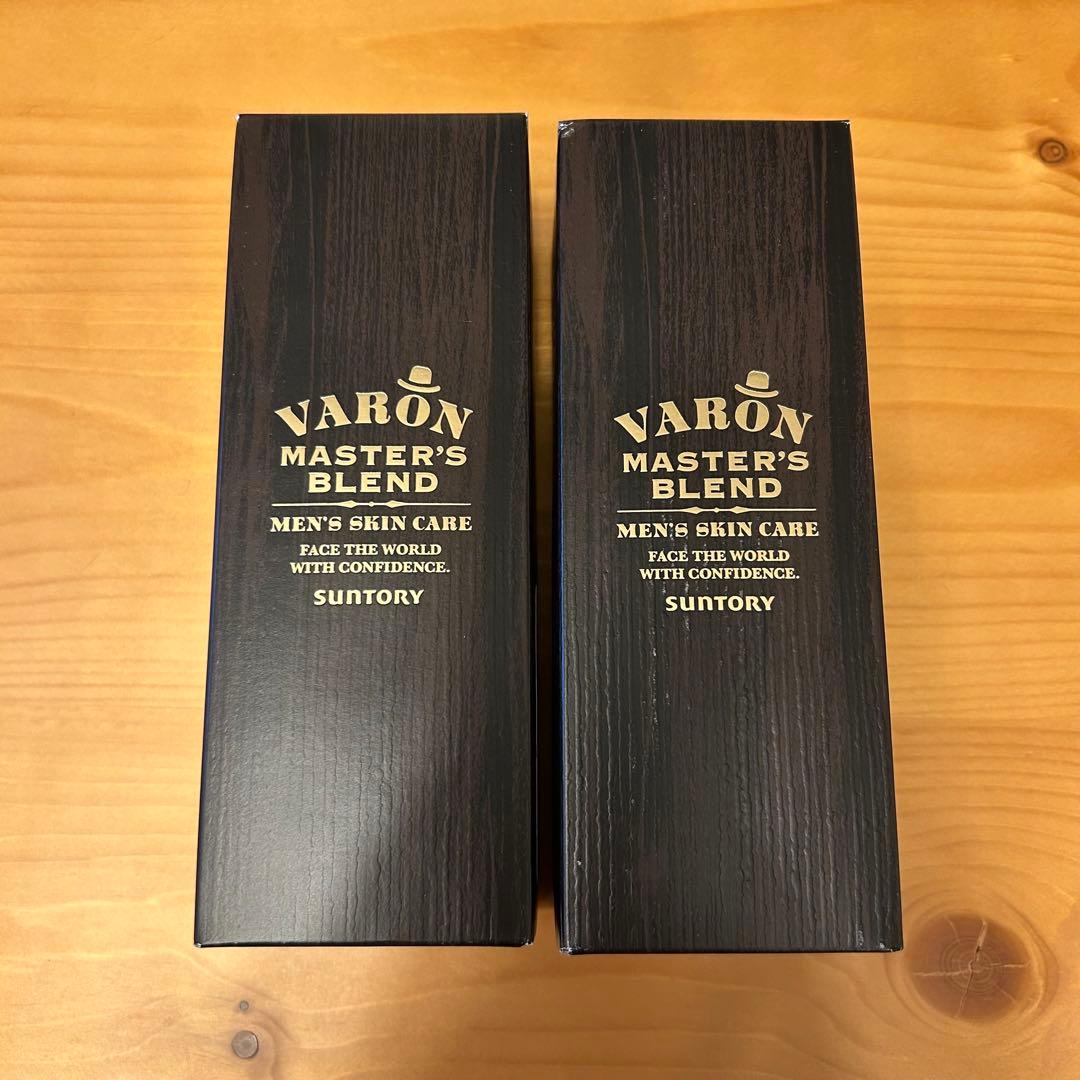 VARON
MASTER'S
BLEND
MEN'S SKIN CARE
FACE THE WORLD
WITH CONFIDENCE.
SUNTORY
VARON
MASTER'S
BLEND
MEN'S SKIN CARE
FACE THE WORLD
WITH CONFIDENCE.
SUNTORY